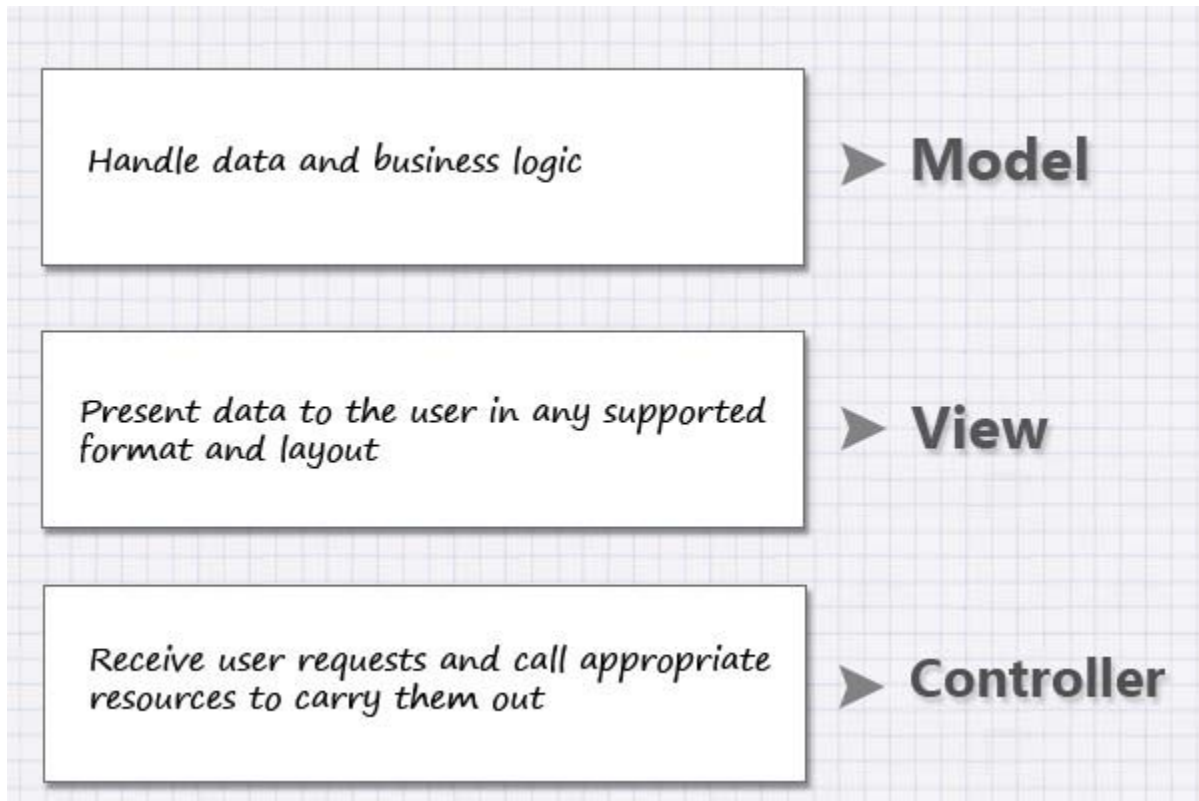 Handle data and business logic
Model
Present data to the user in any supported
format and layout
View
Receive user requests and call appropriate
resources to carry them out
Controller